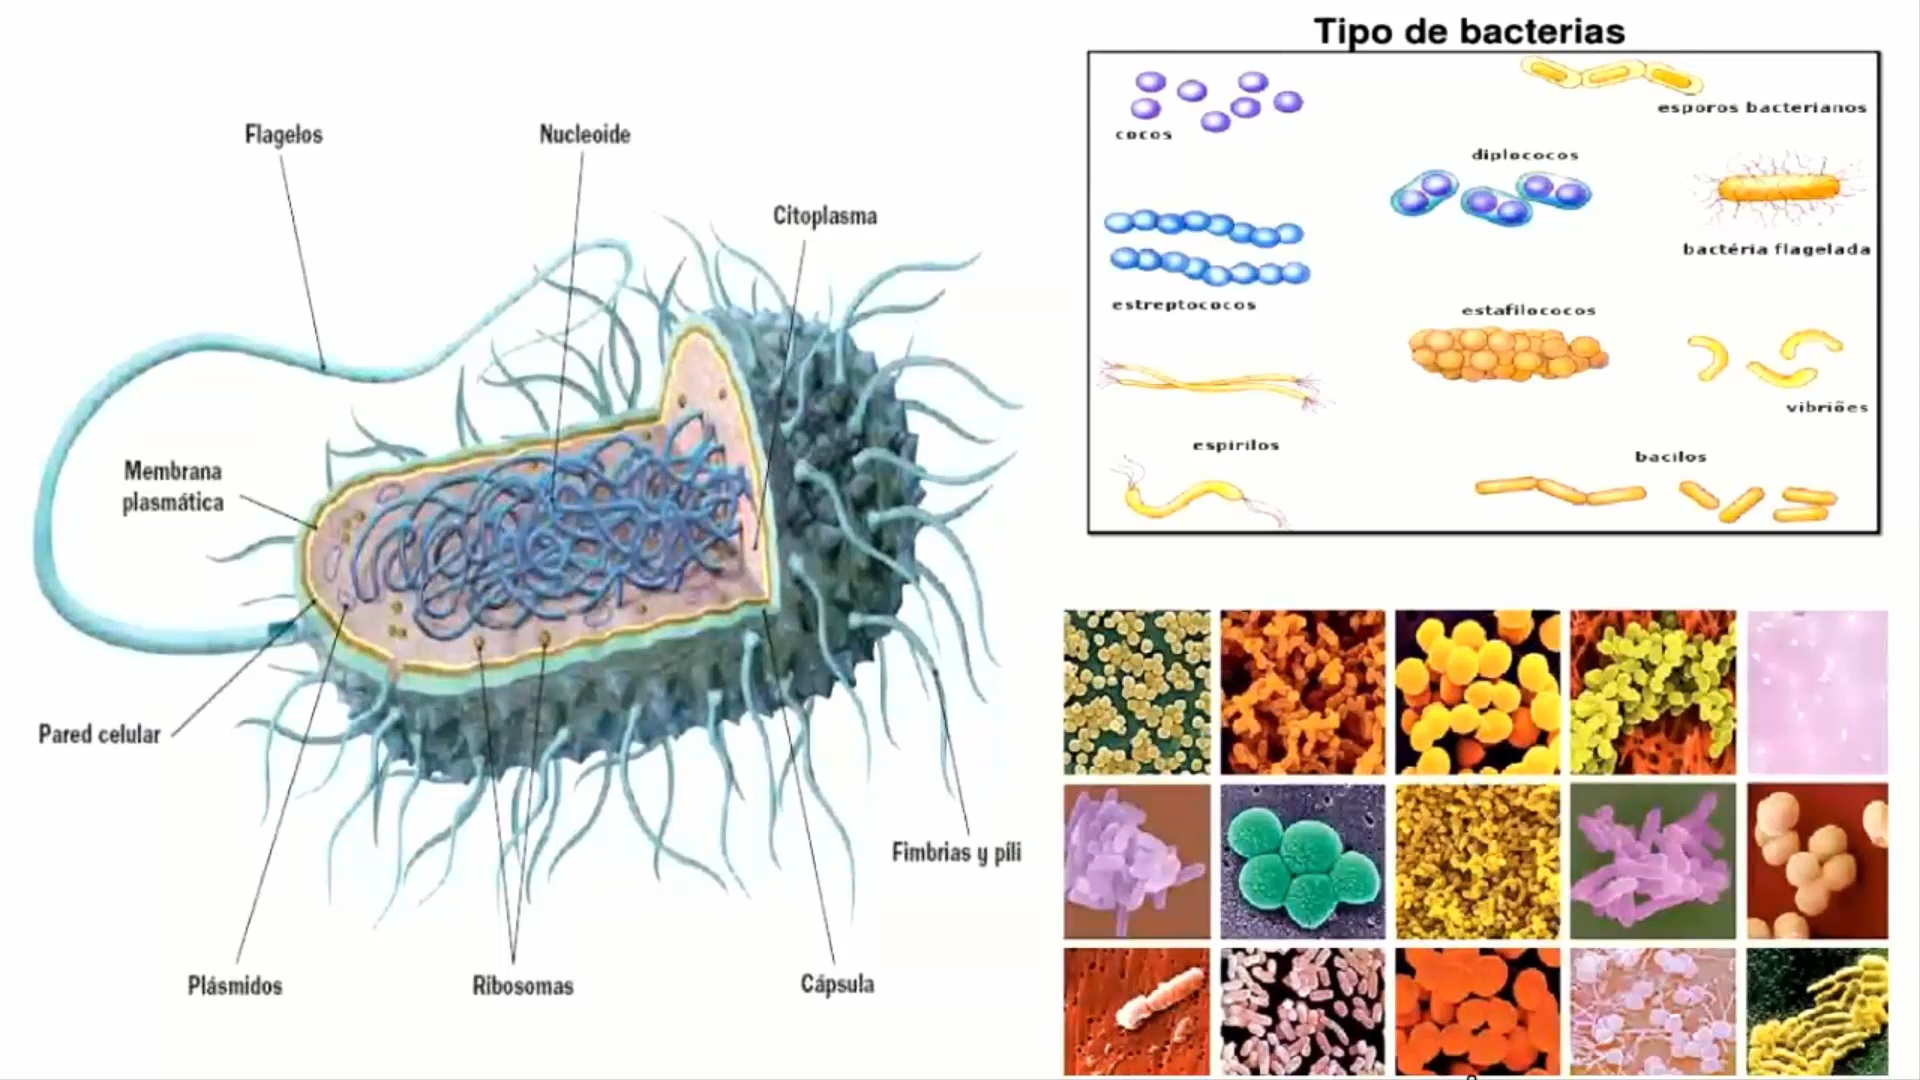 Flagelos
Nucleoide
Citoplasma
Membrana
plasmática
Pared celular
Fimbrias y pili
Plásmidos
Ribosomas
Cápsula
Tipo de bacterias
cocos
esporos bacterianos
diplococos
bactéria flagelada
estreptococos
estafilococos
vibriões
espirilos
bacilos